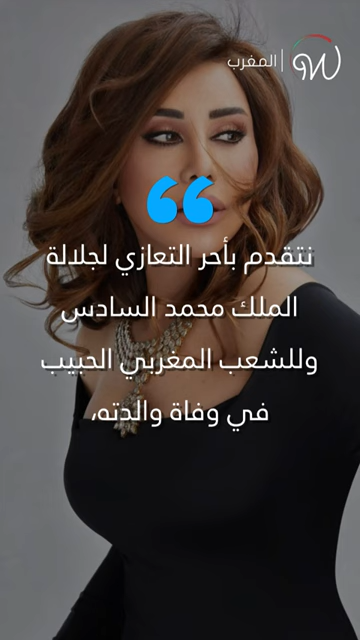 المغرب
نتقدم بأحر التعازي لجلالة
الملك محمد السادس
وللشعب المغربي الحبيب
في وفاة والدته،